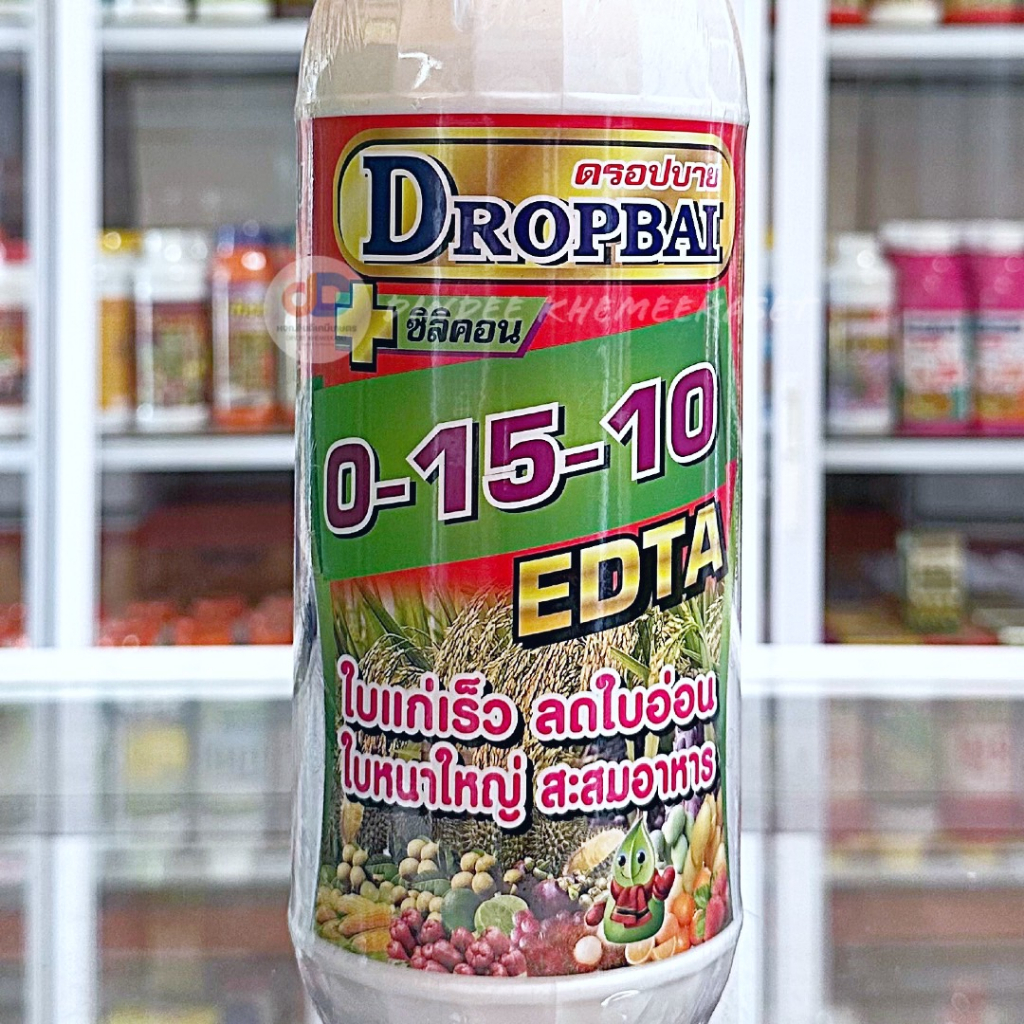 ดรอปบาย
DROPBAI
ซิลิคอน
0-15-10
EDTA
ใบแก่เร็ว ลดใบอ่อน
ใบหนาใหญ่ สะสมอาหาร